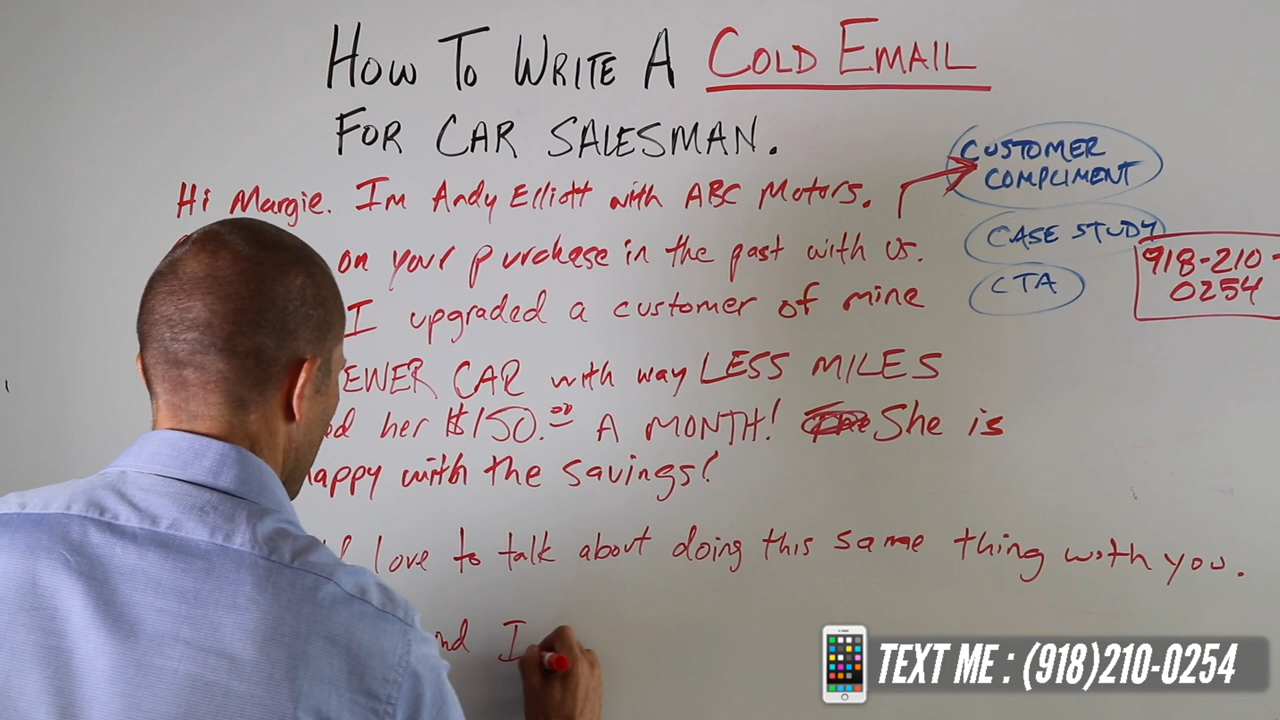 HOW TO WRITE A COLD EMAIL
FOR CAR SALESMAN.
Hi Margie. Im Andy Elliott with ABC Motors.
on your purchase in the past with us.
I upgraded a customer of mine
EWER CAR with way LESS MILES
ed her $150.00 A MONTH! She is
appy with the savings!
love to talk about doing this same thing with you.
nd I
CUSTOMER
COMPLIMENT
CASE STUDY
CTA
918-210-
0254
TEXT ME : (918)210-0254